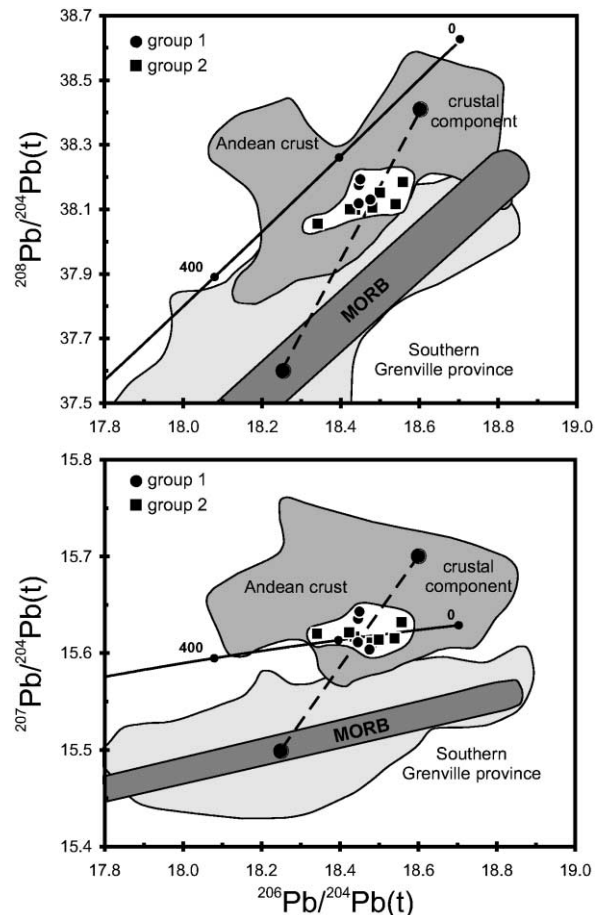 38.7
38.5
38.3
38.1
37.9
37.7
37.5
²⁰⁸Pb/²⁰⁴Pb(t)
group 1
group 2
0
crustal
component
Andean crust
400
MORB
Southern
Grenville province
17.8 18.0 18.2 18.4 18.6 18.8 19.0
15.8
15.7
15.6
15.5
15.4
²⁰⁷Pb/²⁰⁴Pb(t)
group 1
group 2
Andean crust
crustal
component
0
400
MORB
Southern
Grenville province
17.8 18.0 18.2 18.4 18.6 18.8 19.0
²⁰⁶Pb/²⁰⁴Pb(t)